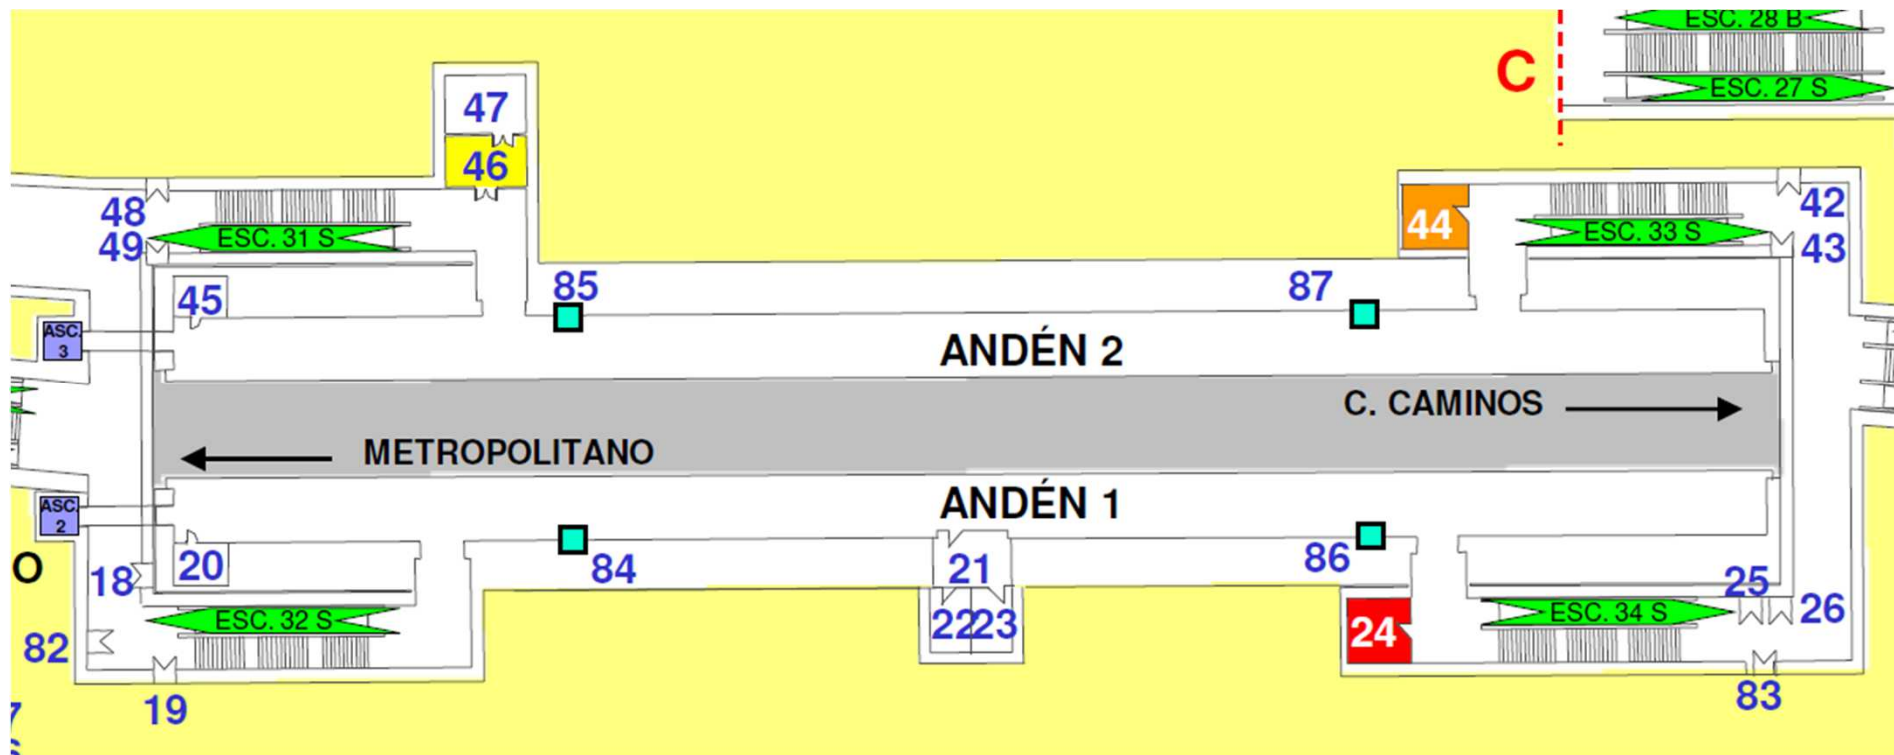 ESC. 28 B
C
ESC. 27 S
47
46
48
49
ESC. 31 S
44
ESC. 33 S
42
43
45
85
87
ASC.
3
ANDÉN 2
C. CAMINOS
METROPOLITANO
ANDÉN 1
ASC.
2
O
18
20
84
21
86
25
26
22
23
24
ESC. 32 S
ESC. 34 S
82
19
83